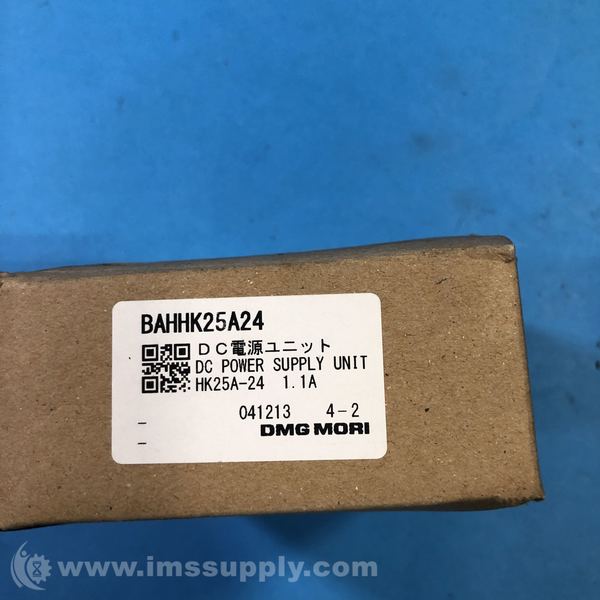 BAHHK25A24
DC電源ユニット
DC POWER SUPPLY UNIT
HK25A-24 1.1A
041213 4-2
DMG MORI
www.imssupply.com